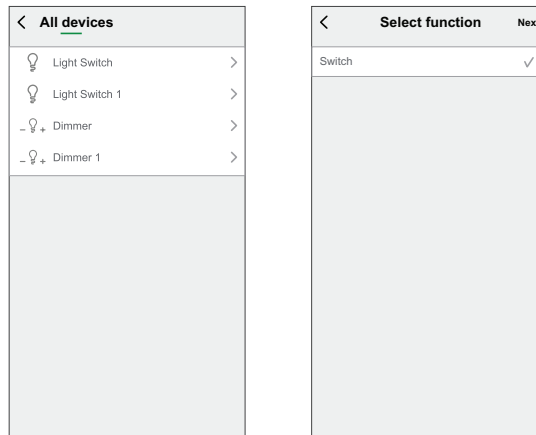 All devices
Light Switch
Light Switch 1
Dimmer
Dimmer 1
Select function
Nex
Switch